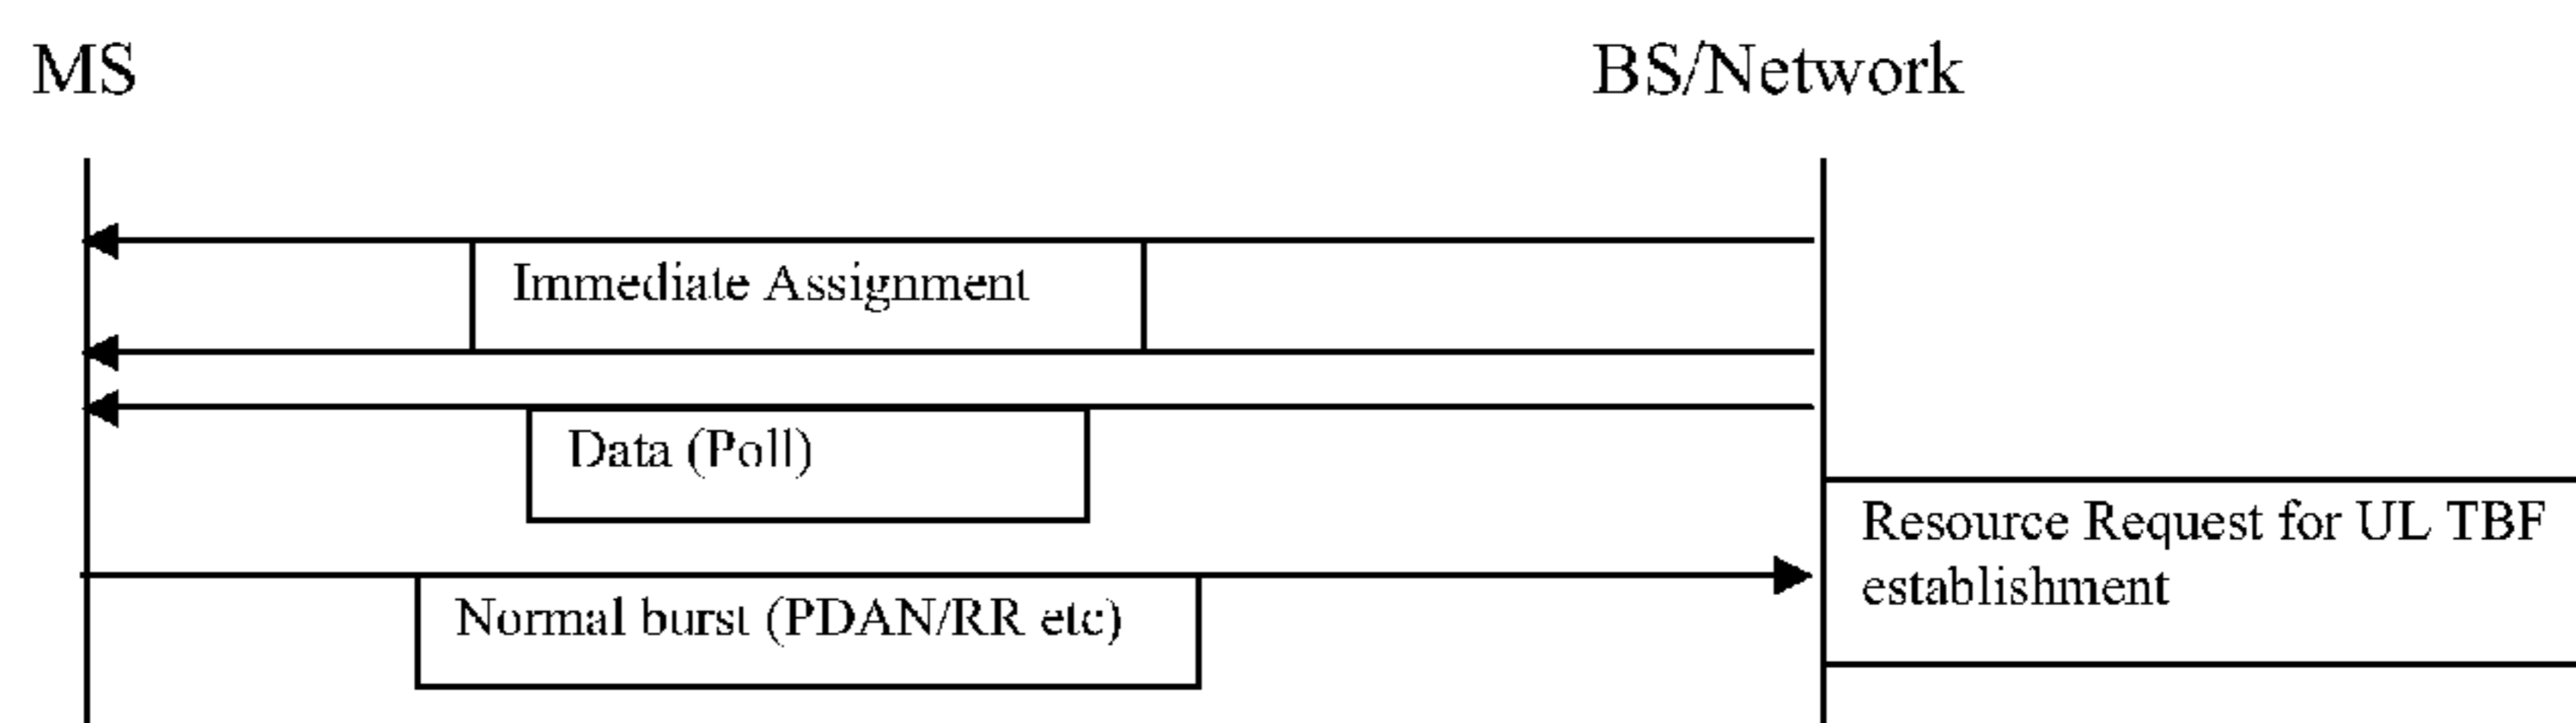 MS
BS/Network
Immediate Assignment
Data (Poll)
Resource Request for UL TBF
establishment
Normal burst (PDAN/RR etc)